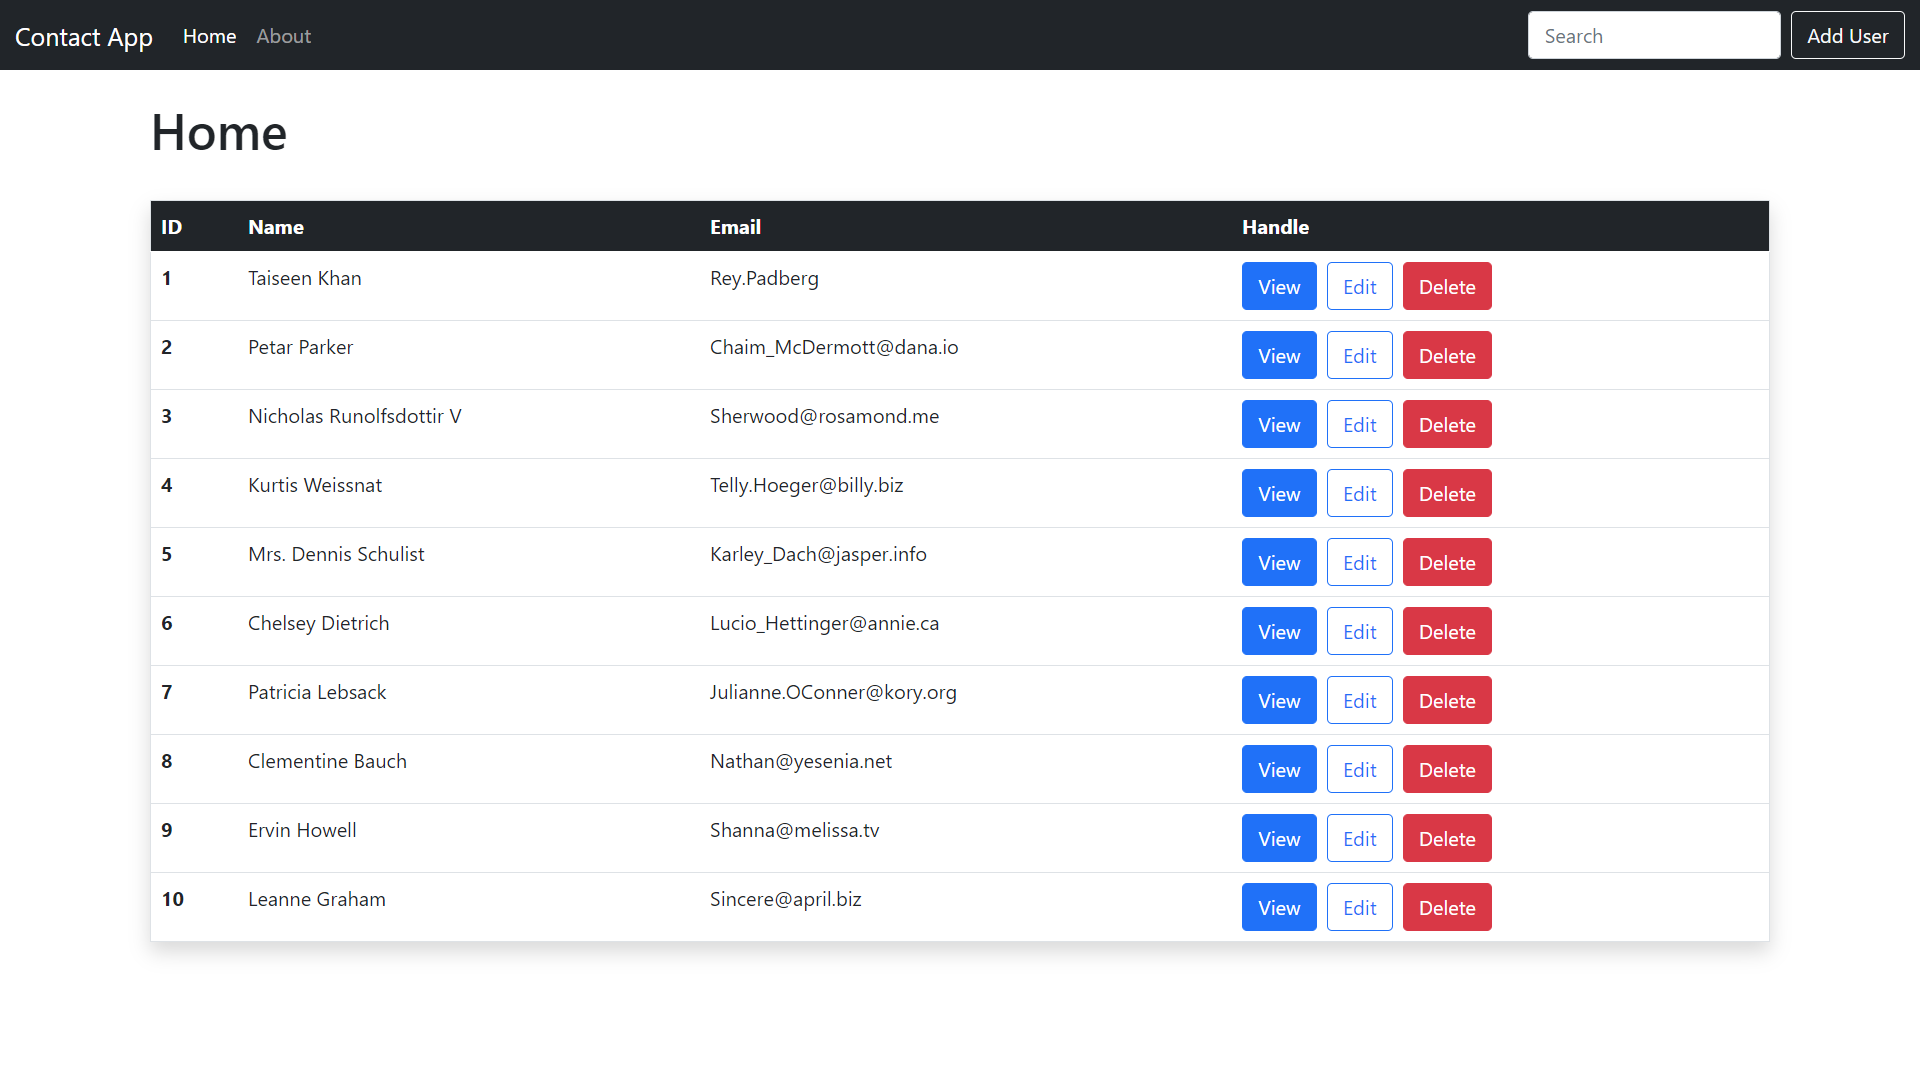 Contact App Home About Search Add User
Home
ID Name Email Handle
1 Taiseen Khan Rey.Padberg View Edit Delete
2 Petar Parker Chaim_McDermott@dana.io View Edit Delete
3 Nicholas Runolfsdottir V Sherwood@rosamond.me View Edit Delete
4 Kurtis Weissnat Telly.Hoeger@billy.biz View Edit Delete
5 Mrs. Dennis Schulist Karley_Dach@jasper.info View Edit Delete
6 Chelsey Dietrich Lucio_Hettinger@annie.ca View Edit Delete
7 Patricia Lebsack Julianne.OConner@kory.org View Edit Delete
8 Clementine Bauch Nathan@yesenia.net View Edit Delete
9 Ervin Howell Shanna@melissa.tv View Edit Delete
10 Leanne Graham Sincere@april.biz View Edit Delete